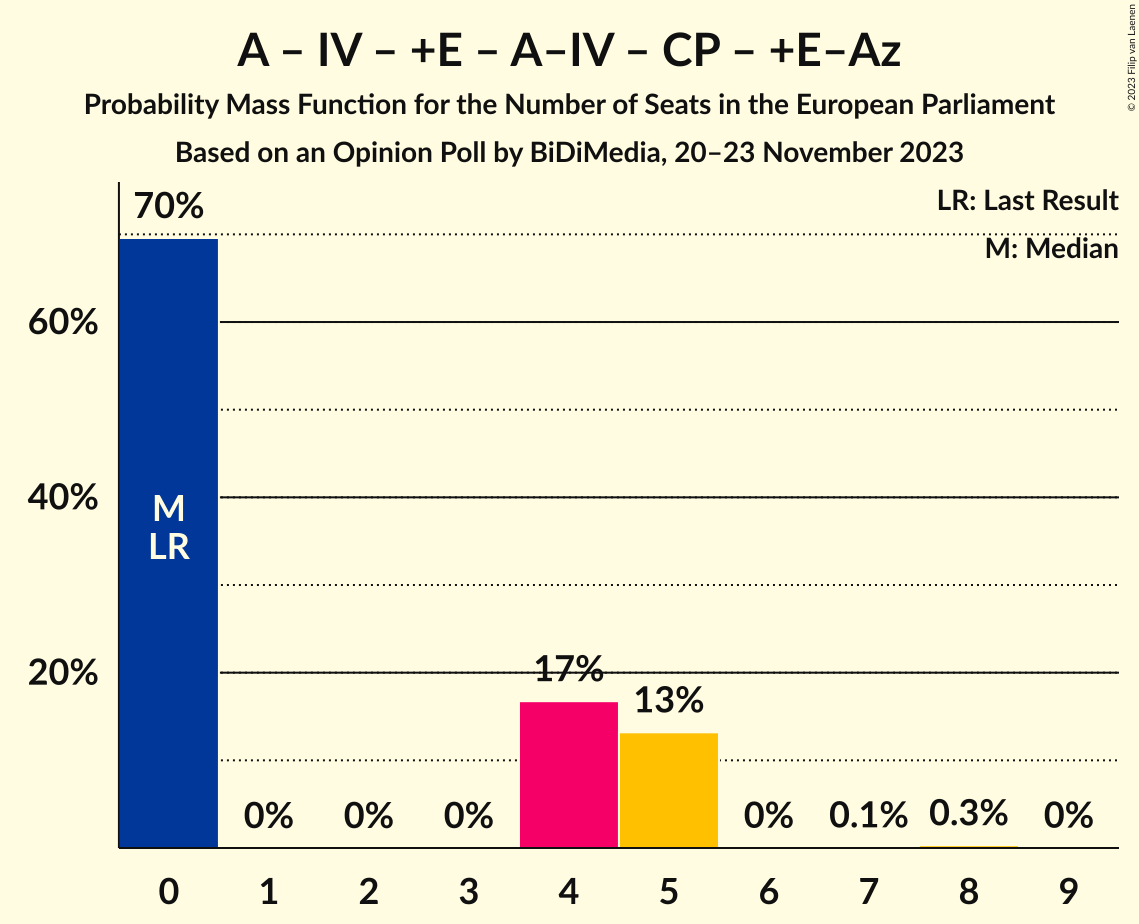 A – IV – +E – A–IV – CP – +E–Az
Probability Mass Function for the Number of Seats in the European Parliament
Based on an Opinion Poll by BiDiMedia, 20–23 November 2023
© 2023 Filip van Laenen
LR: Last Result
M: Median
70%
60%
40%
20%
M
LR
17%
13%
0%
0%
0%
0%
0.1%
0.3%
0%
0 1 2 3 4 5 6 7 8 9